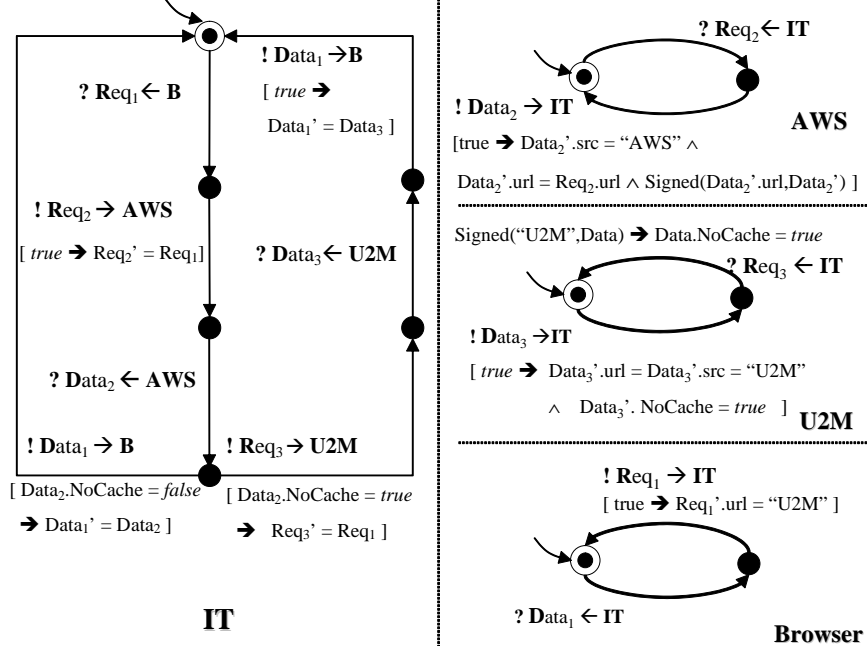 ! Data₁ → B
? Req₁ ← B
[ true ➔
Data₁’ = Data₃ ]
! Req₂ → AWS
[ true ➔ Req₂’ = Req₁]
? Data₃ ← U2M
? Data₂ ← AWS
! Data₁ → B
! Req₃ → U2M
[ Data₂.NoCache = false
➔ Data₁’ = Data₂ ]
[ Data₂.NoCache = true
➔ Req₃’ = Req₁ ]
IT
? Req₂ ← IT
! Data₂ → IT
AWS
[true ➔ Data₂’.src = “AWS” ∧
Data₂’.url = Req₂.url ∧ Signed(Data₂’.url,Data₂’) ]
Signed(“U2M”,Data) ➔ Data.NoCache = true
? Req₃ ← IT
! Data₃ → IT
[ true ➔ Data₃’.url = Data₃’.src = “U2M”
∧ Data₃’. NoCache = true ]
U2M
! Req₁ → IT
[ true ➔ Req₁’.url = “U2M” ]
? Data₁ ← IT
Browser